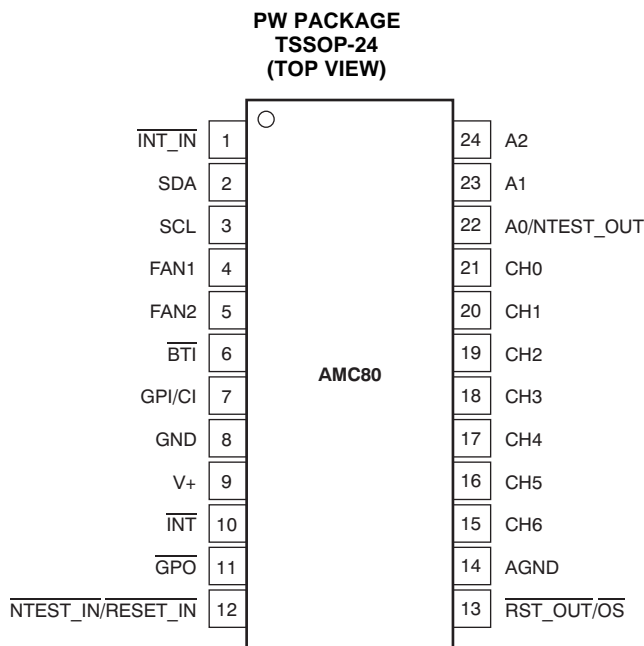 PW PACKAGE
TSSOP-24
(TOP VIEW)
INT_IN 1 24 A2
SDA 2 23 A1
SCL 3 22 A0/NTEST_OUT
FAN1 4 21 CH0
FAN2 5 20 CH1
BTI 6 19 CH2
AMC80
GPI/CI 7 18 CH3
GND 8 17 CH4
V+ 9 16 CH5
INT 10 15 CH6
GPO 11 14 AGND
NTEST_IN/RESET_IN 12 13 RST_OUT/OS